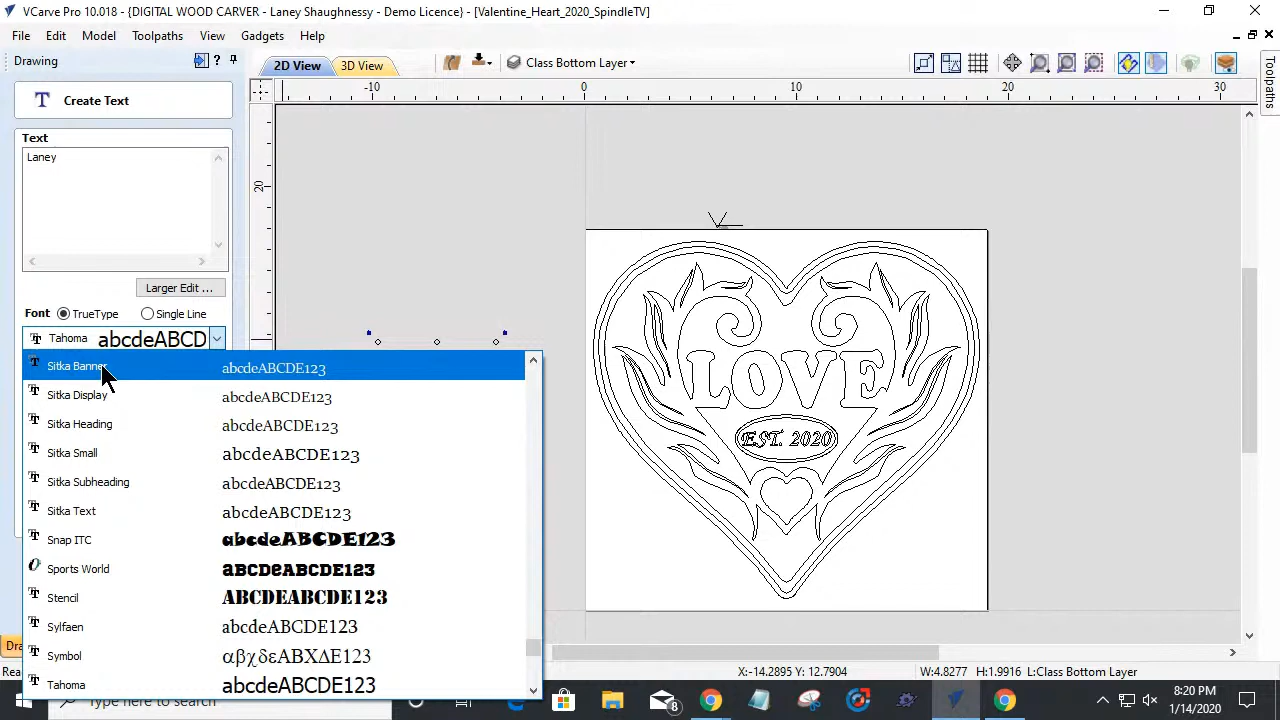 VCarve Pro 10.018 - {DIGITAL WOOD CARVER - Laney Shaughnessy - Demo Licence} - [Valentine_Heart_2020_SpindleTV]
File Edit Model Toolpaths View Gadgets Help
Drawing
2D View 3D View Class Bottom Layer
Toolpaths
T Create Text
-10 0 10 20 30
20
Text
Laney
Larger Edit ...
Font TrueType Single Line
Tahoma abcdeABCD
Sitka Banner abcdeABCDE123
Sitka Display abcdeABCDE123
Sitka Heading abcdeABCDE123
Sitka Small abcdeABCDE123
Sitka Subheading abcdeABCDE123
Sitka Text abcdeABCDE123
Snap ITC abcdeABCDE123
Sports World ABCDEABCDE123
Stencil ABCDEABCDE123
Sylfaen abcdeABCDE123
Symbol αβχδεΑΒΧΔΕ123
Tahoma abcdeABCDE123
LOVE
EST. 2020
X:-14.2895 Y: 12.7904 W:4.8277 H:1.9916 L:Class Bottom Layer
Type here to search
8
8:20 PM
1/14/2020